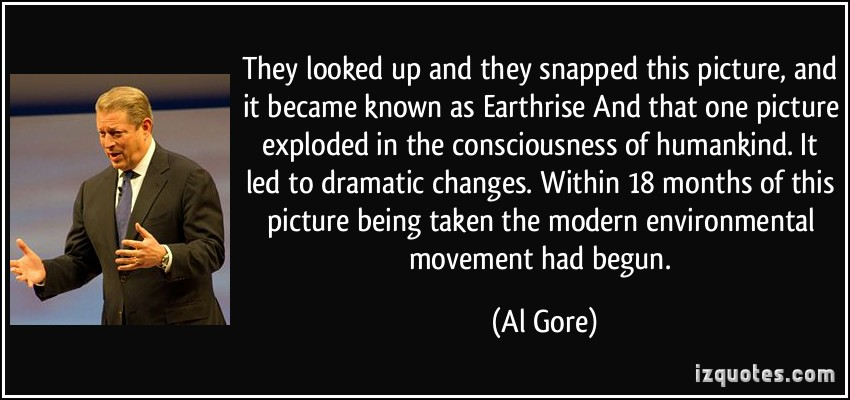 They looked up and they snapped this picture, and
it became known as Earthrise And that one picture
exploded in the consciousness of humankind. It
led to dramatic changes. Within 18 months of this
picture being taken the modern environmental
movement had begun.
(Al Gore)
izquotes.com